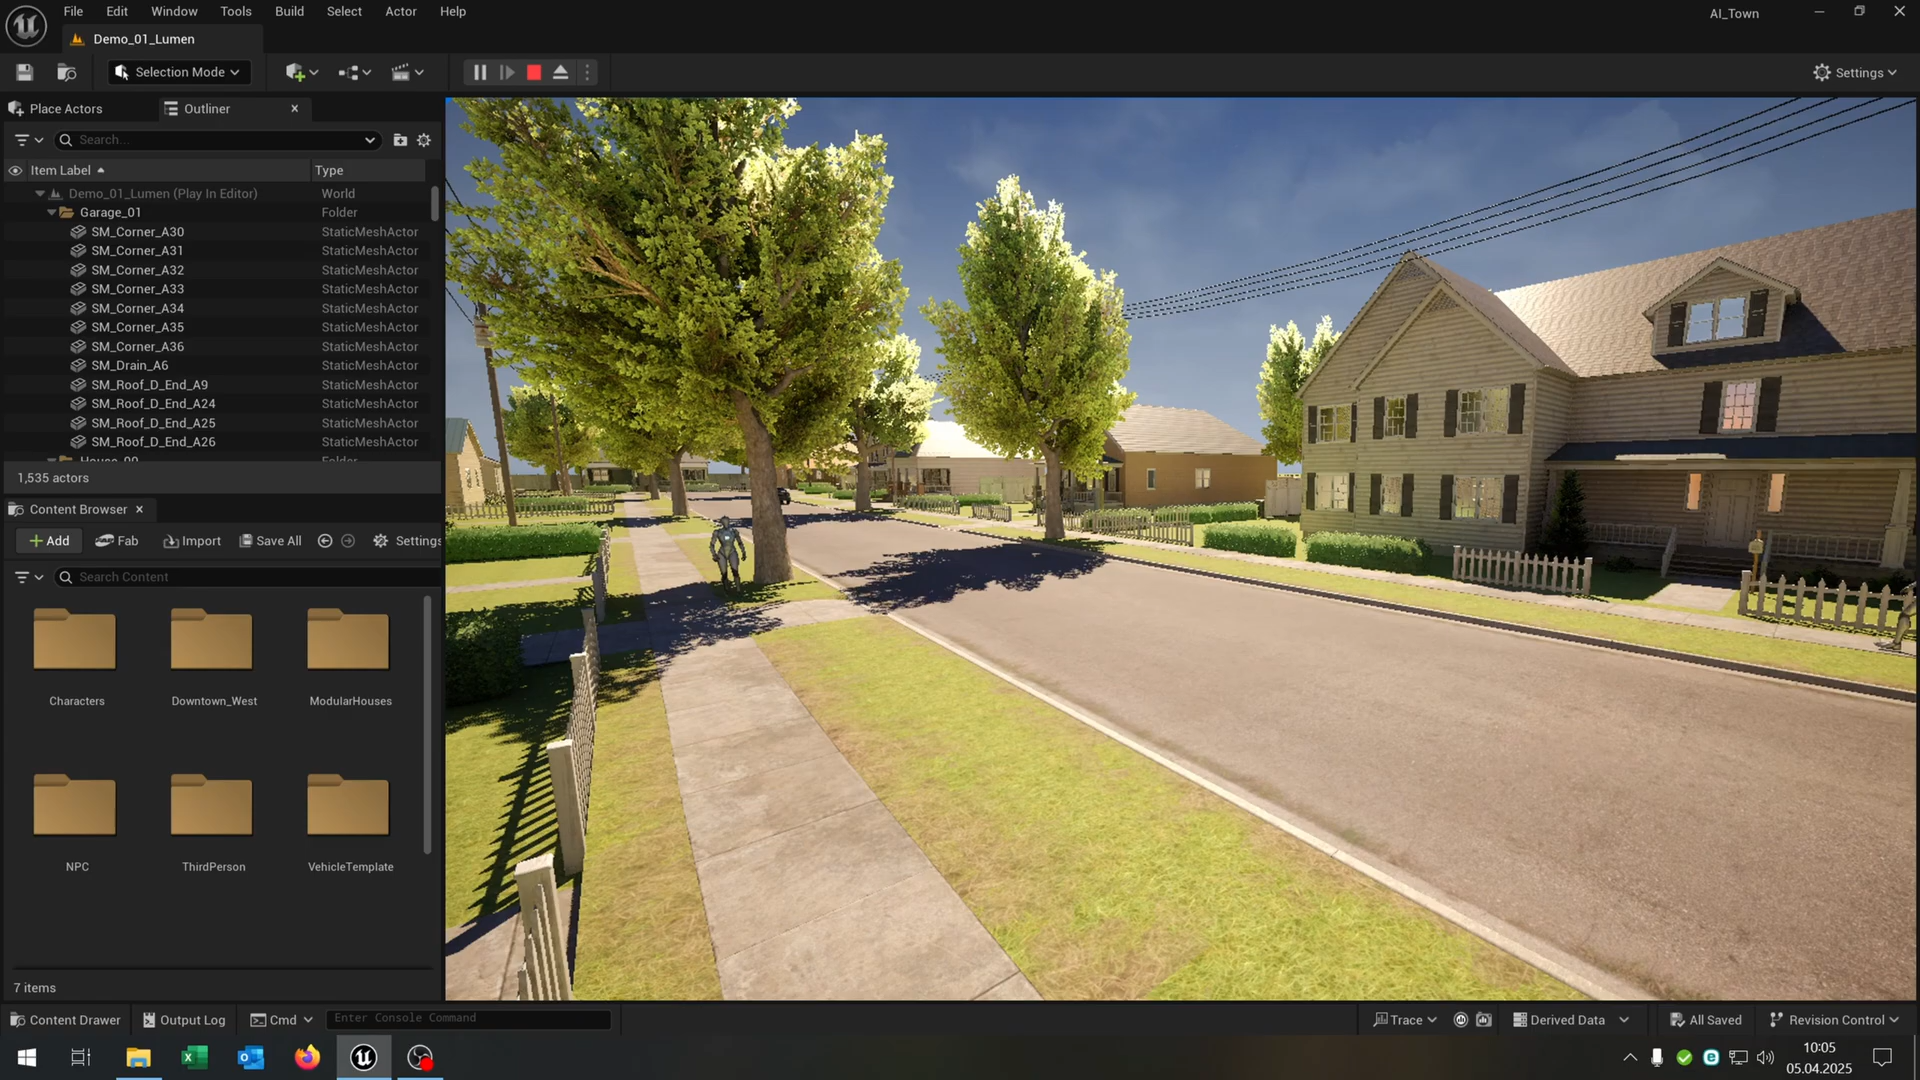 File Edit Window Tools Build Select Actor Help
AI_Town
Demo_01_Lumen
Selection Mode
Settings
Place Actors
Outliner
Search...
Item Label
Type
Demo_01_Lumen (Play In Editor) World
Garage_01 Folder
SM_Corner_A30 StaticMeshActor
SM_Corner_A31 StaticMeshActor
SM_Corner_A32 StaticMeshActor
SM_Corner_A33 StaticMeshActor
SM_Corner_A34 StaticMeshActor
SM_Corner_A35 StaticMeshActor
SM_Corner_A36 StaticMeshActor
SM_Drain_A6 StaticMeshActor
SM_Roof_D_End_A9 StaticMeshActor
SM_Roof_D_End_A24 StaticMeshActor
SM_Roof_D_End_A25 StaticMeshActor
SM_Roof_D_End_A26 StaticMeshActor
1,535 actors
Content Browser
Add Fab Import Save All Settings
Search Content
Characters Downtown_West ModularHouses
NPC ThirdPerson VehicleTemplate
7 items
Content Drawer Output Log Cmd Enter Console Command Trace Derived Data All Saved Revision Control
10:05
05.04.2025